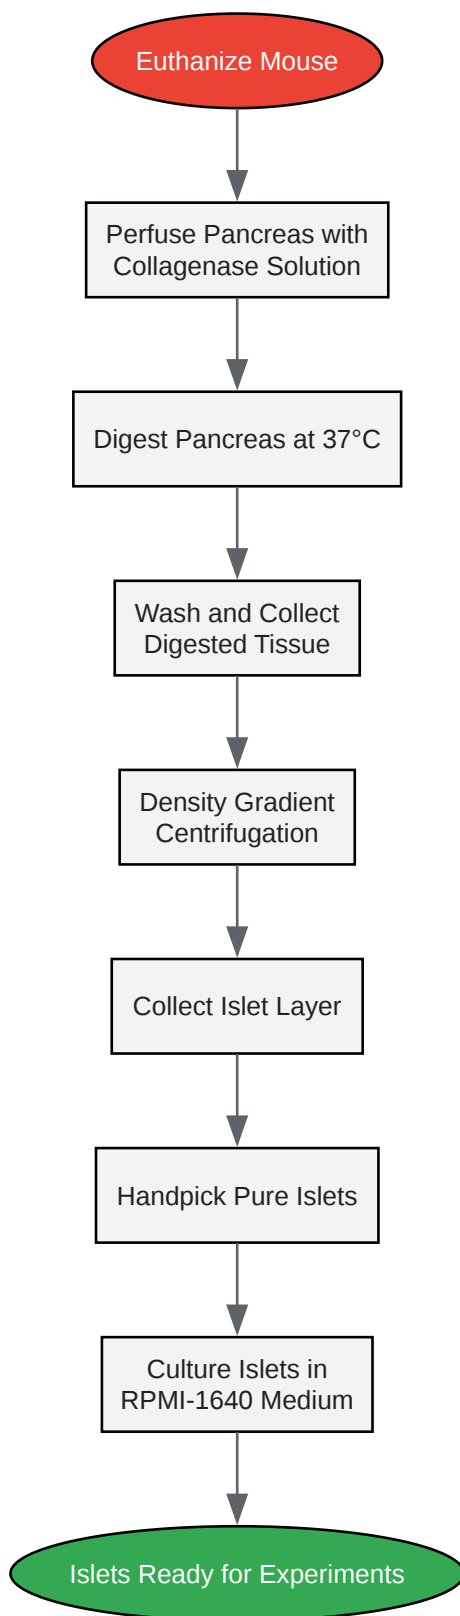 Euthanize Mouse
Perfuse Pancreas with
Collagenase Solution
Digest Pancreas at 37°C
Wash and Collect
Digested Tissue
Density Gradient
Centrifugation
Collect Islet Layer
Handpick Pure Islets
Culture Islets in
RPMI-1640 Medium
Islets Ready for Experiments